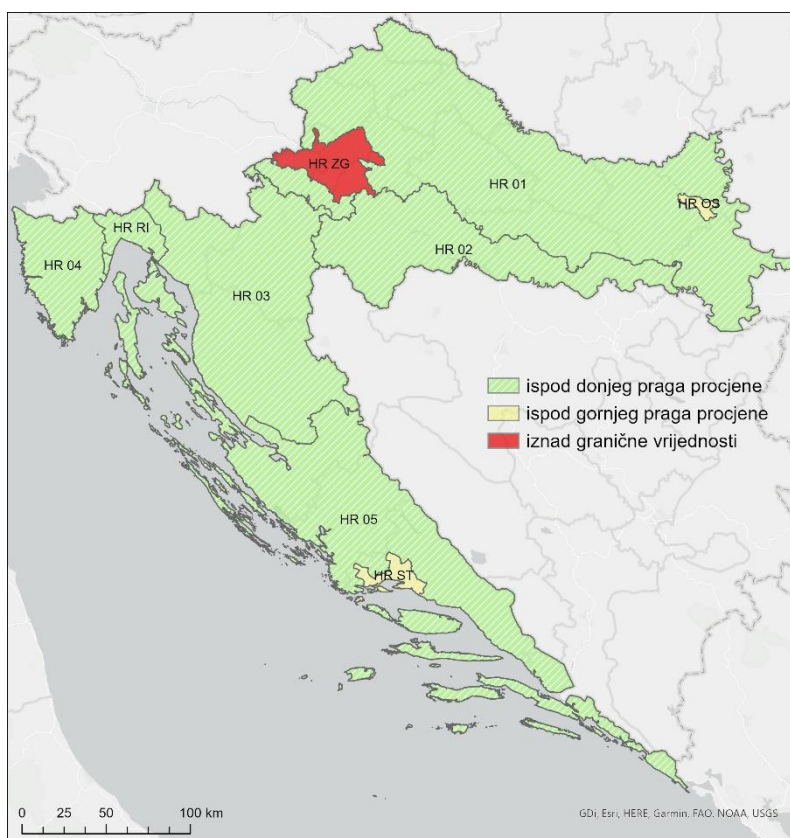 HR ZG
HR 01
HR OS
HR RI
HR 04
HR 02
HR 03
ispod donjeg praga procjene
ispod gornjeg praga procjene
iznad granične vrijednosti
HR 05
HR ST
0 25 50 100 km
GDi, Esri, HERE, Garmin, FAO, NOAA, USGS